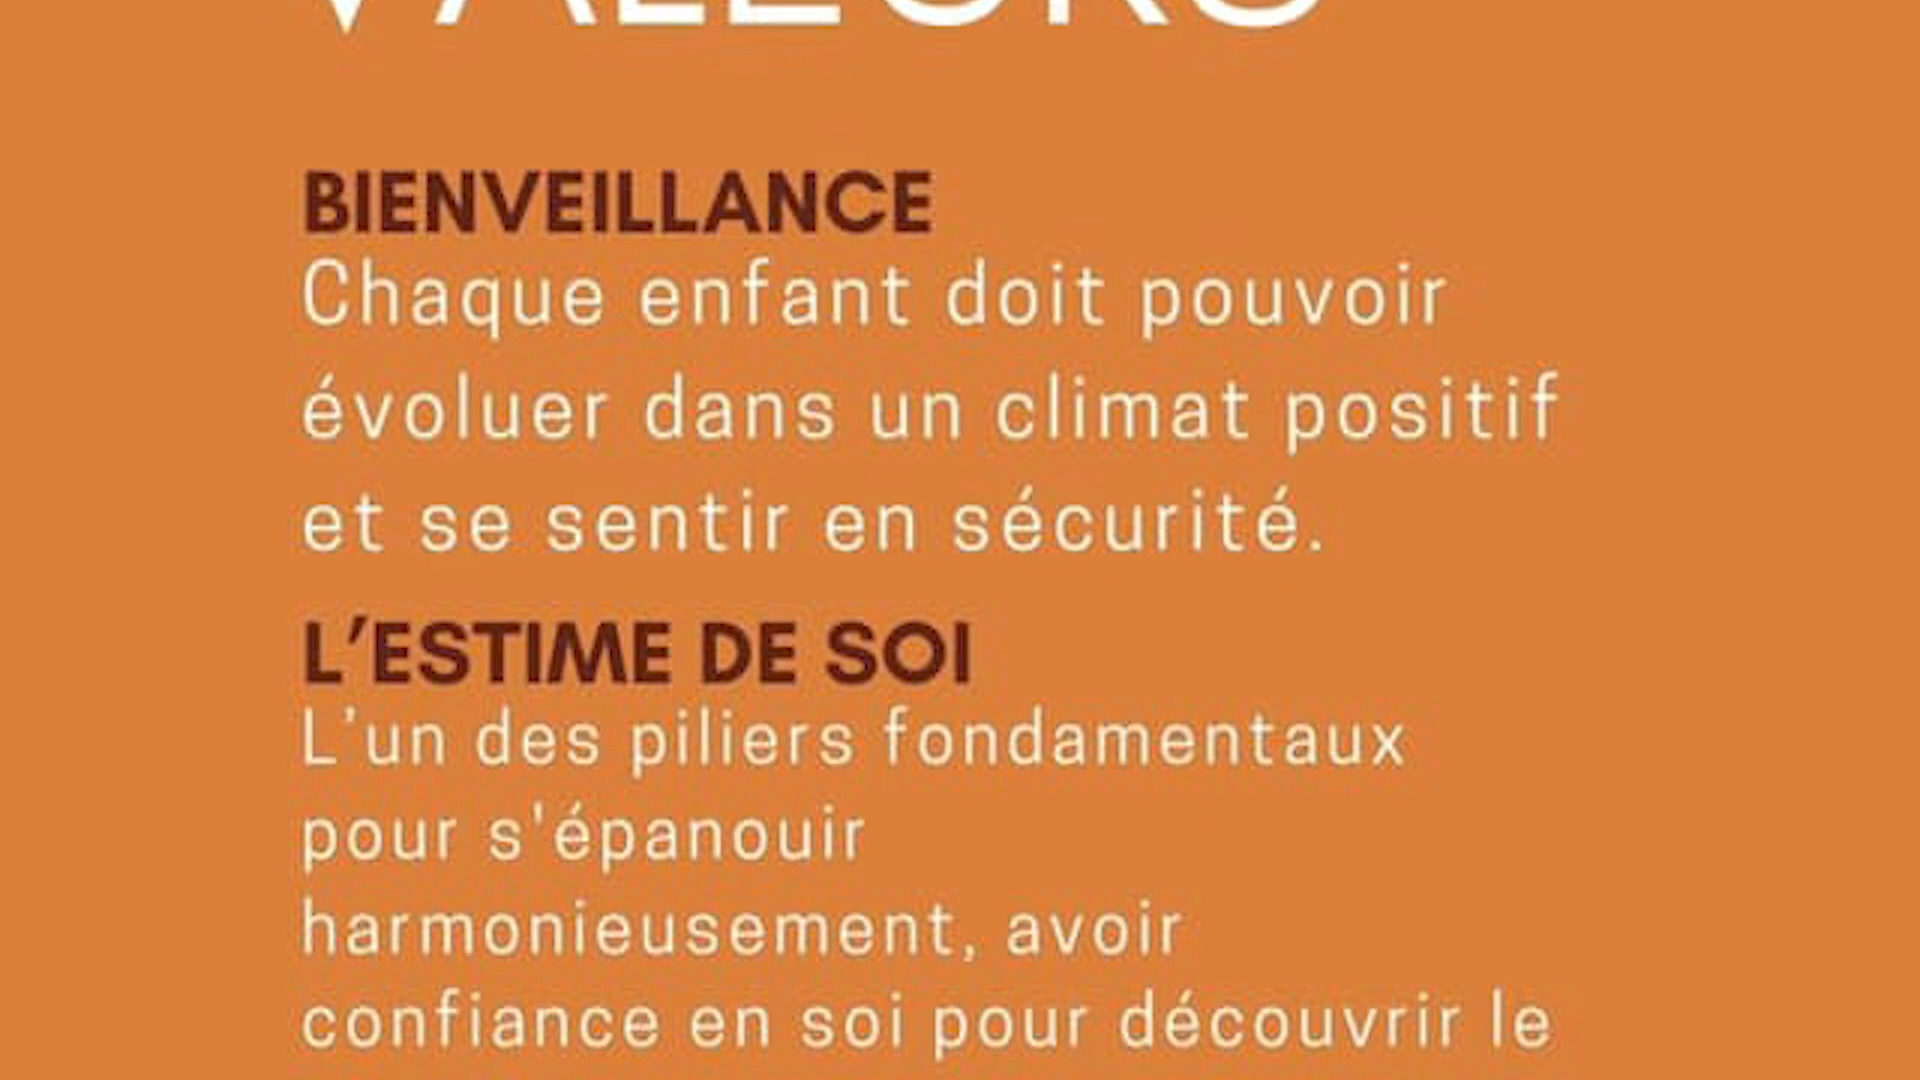 VALEURS
BIENVEILLANCE
Chaque enfant doit pouvoir
évoluer dans un climat positif
et se sentir en sécurité.
L’ESTIME DE SOI
L'un des piliers fondamentaux
pour s'épanouir
harmonieusement, avoir
confiance en soi pour découvrir le